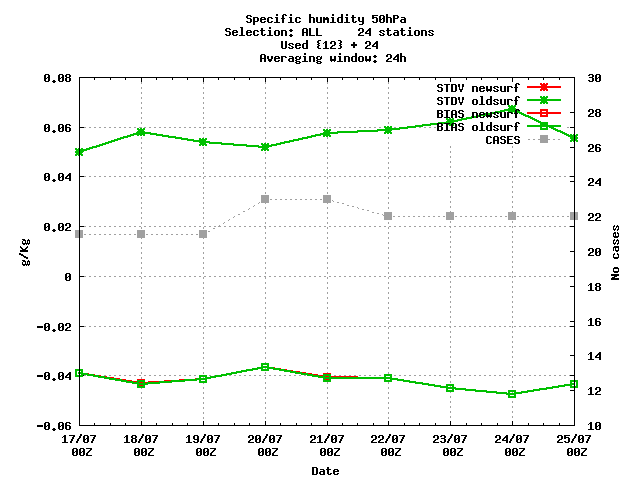 Specific humidity 50hPa
Selection: ALL     24 stations
Used {12} + 24
Averaging window: 24h
STDV newsurf
STDV oldsurf
BIAS newsurf
BIAS oldsurf
CASES
0.08
0.06
0.04
0.02
0
-0.02
-0.04
-0.06
g/Kg
30
28
26
24
22
20
18
16
14
12
10
No cases
17/07 18/07 19/07 20/07 21/07 22/07 23/07 24/07 25/07
00Z 00Z 00Z 00Z 00Z 00Z 00Z 00Z 00Z
Date